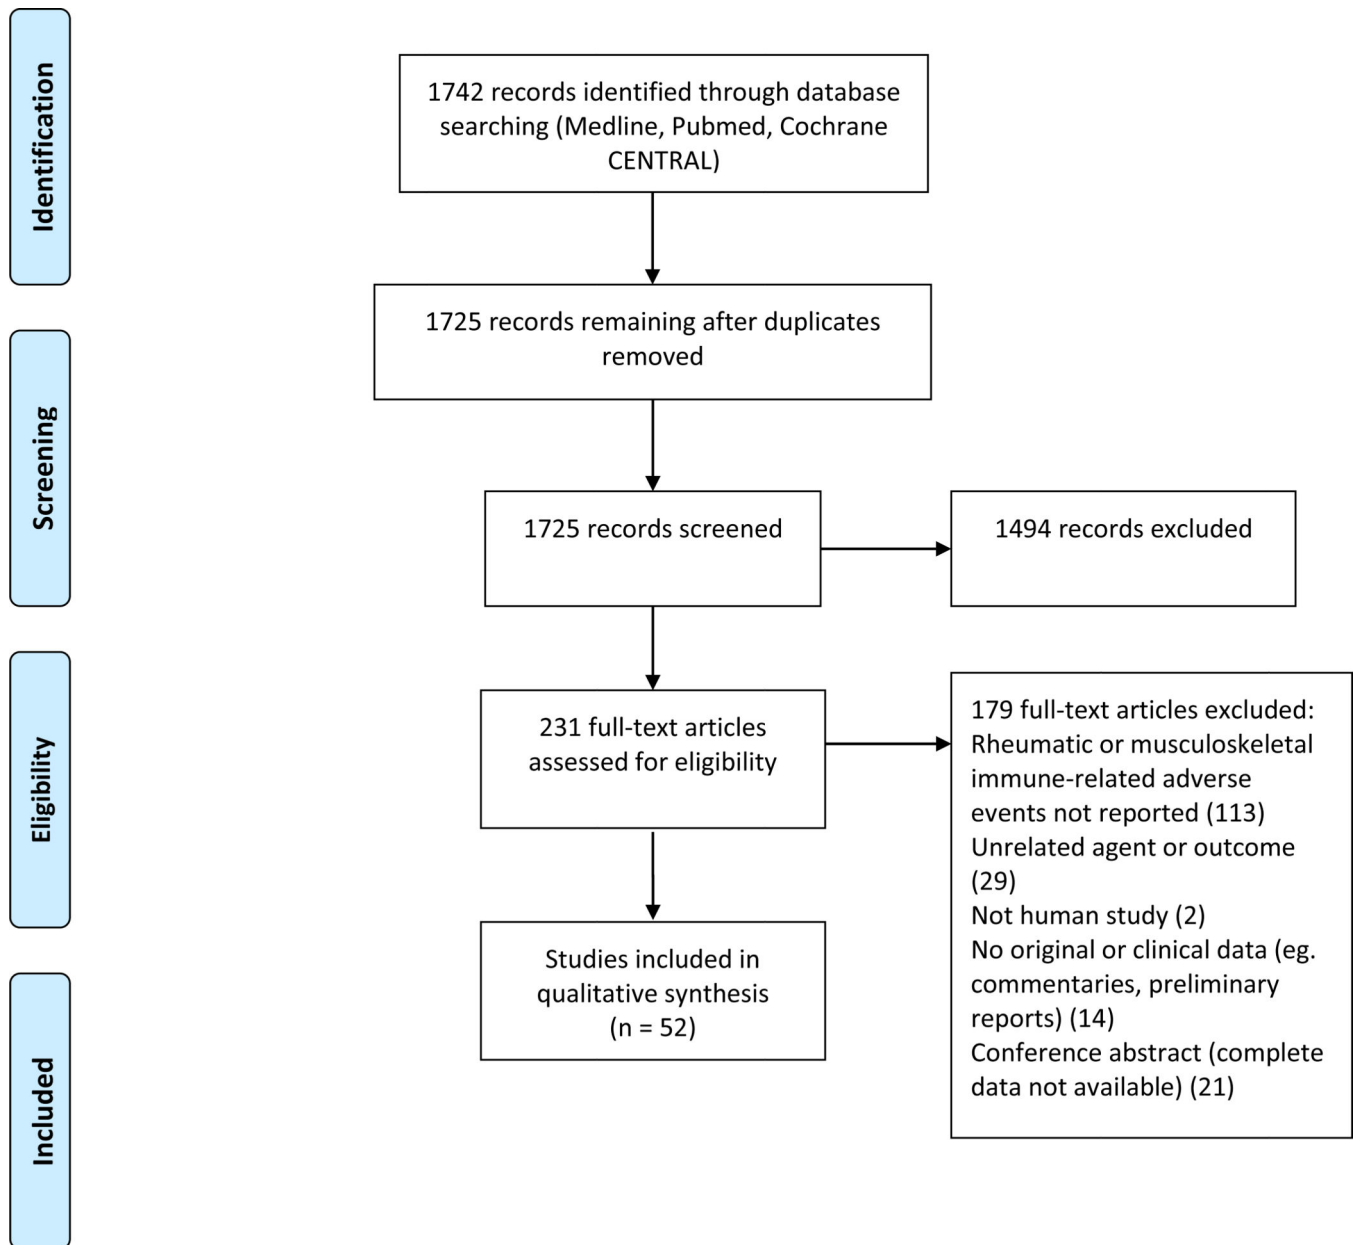 Identification
1742 records identified through database
searching (Medline, Pubmed, Cochrane
CENTRAL)
1725 records remaining after duplicates
removed
Screening
1725 records screened
1494 records excluded
Eligibility
231 full-text articles
assessed for eligibility
179 full-text articles excluded:
Rheumatic or musculoskeletal
immune-related adverse
events not reported (113)
Unrelated agent or outcome
(29)
Not human study (2)
No original or clinical data (eg.
commentaries, preliminary
reports) (14)
Conference abstract (complete
data not available) (21)
Included
Studies included in
qualitative synthesis
(n = 52)